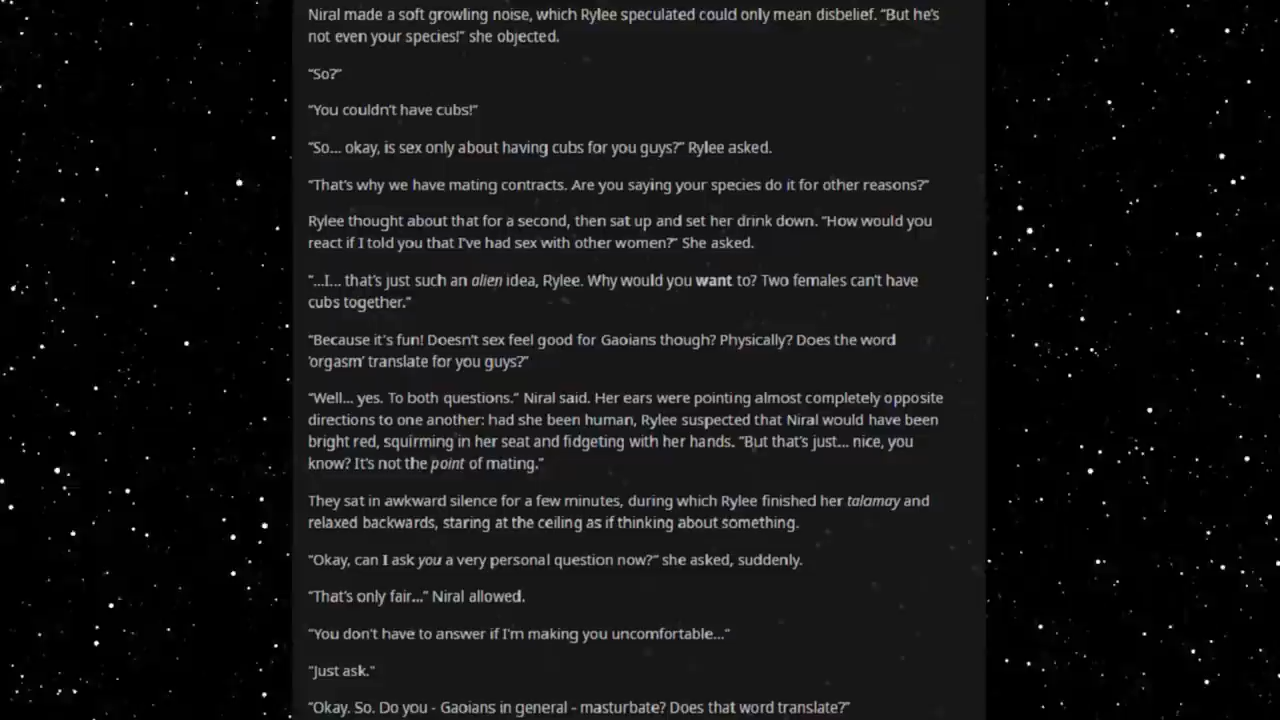 Niral made a soft growling noise, which Rylee speculated could only mean disbelief. “But he’s
not even your species!” she objected.
“So?”
“You couldn’t have cubs!”
“So... okay, is sex only about having cubs for you guys?” Rylee asked.
“That’s why we have mating contracts. Are you saying your species do it for other reasons?”
Rylee thought about that for a second, then sat up and set her drink down. “How would you
react if I told you that I’ve had sex with other women?” She asked.
“...I... that’s just such an alien idea, Rylee. Why would you want to? Two females can’t have
cubs together.”
“Because it’s fun! Doesn’t sex feel good for Gaoians though? Physically? Does the word
‘orgasm’ translate for you guys?”
“Well... yes. To both questions.” Niral said. Her ears were pointing almost completely opposite
directions to one another: had she been human, Rylee suspected that Niral would have been
bright red, squirming in her seat and fidgeting with her hands. “But that’s just... nice, you
know? It’s not the point of mating.”
They sat in awkward silence for a few minutes, during which Rylee finished her talamay and
relaxed backwards, staring at the ceiling as if thinking about something.
“Okay, can I ask you a very personal question now?” she asked, suddenly.
“That’s only fair...” Niral allowed.
“You don’t have to answer if I’m making you uncomfortable...”
“Just ask.”
“Okay. So. Do you - Gaoians in general - masturbate? Does that word translate?”